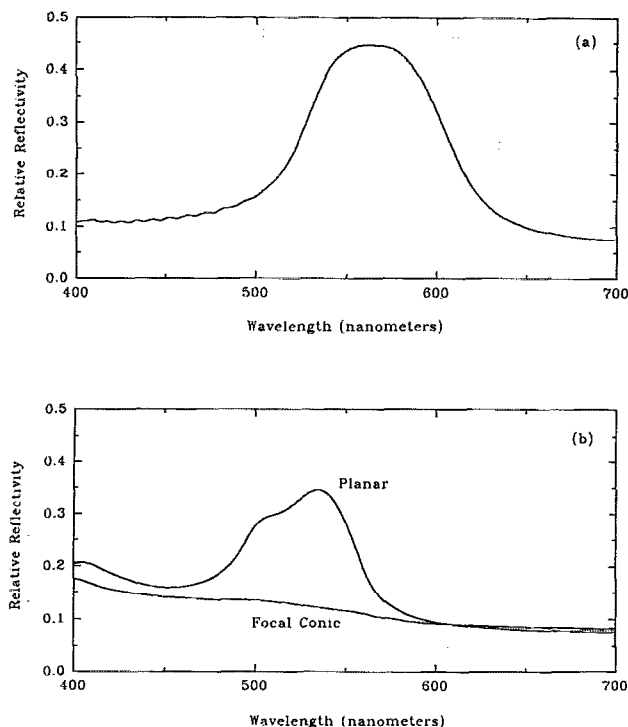 0.5
(a)
0.4
0.3
0.2
0.1
0.0
Relative Reflectivity
400 500 600 700
Wavelength (nanometers)
0.5
(b)
0.4
Planar
0.3
0.2
0.1
Focal Conic
0.0
Relative Reflectivity
400 500 600 700
Wavelength (nanometers)